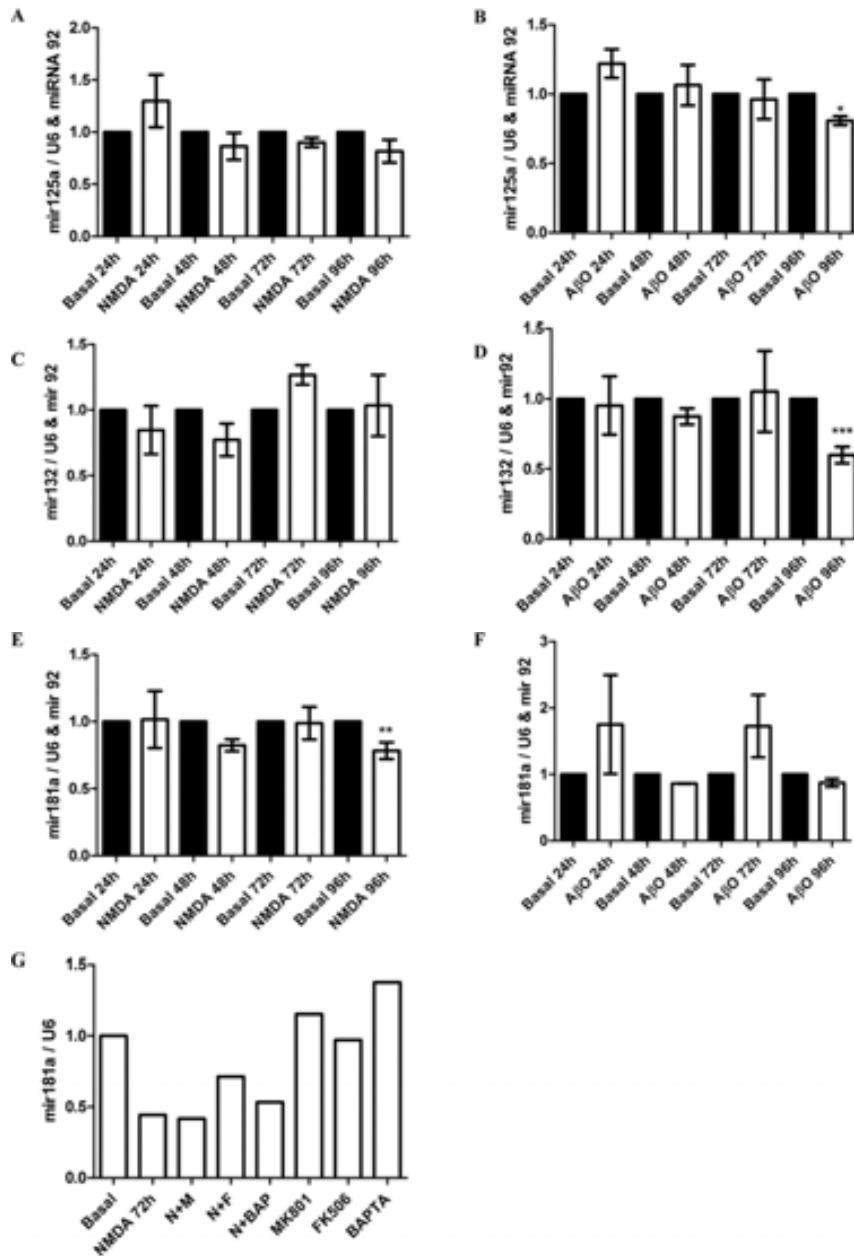 A
mir125a / U6 & miRNA 92
2.0
1.5
1.0
0.5
0.0
Basal 24h
NMDA 24h
Basal 48h
NMDA 48h
Basal 72h
NMDA 72h
Basal 96h
NMDA 96h
B
mir125a / U6 & miRNA 92
1.5
1.0
0.5
0.0
*
Basal 24h
AβO 24h
Basal 48h
AβO 48h
Basal 72h
AβO 72h
Basal 96h
AβO 96h
C
mir132 / U6 & mir 92
1.5
1.0
0.5
0.0
Basal 24h
NMDA 24h
Basal 48h
NMDA 48h
Basal 72h
NMDA 72h
Basal 96h
NMDA 96h
D
mir132 / U6 & mir92
1.5
1.0
0.5
0.0
***
Basal 24h
AβO 24h
Basal 48h
AβO 48h
Basal 72h
AβO 72h
Basal 96h
AβO 96h
E
mir181a / U6 & mir 92
1.5
1.0
0.5
0.0
**
Basal 24h
NMDA 24h
Basal 48h
NMDA 48h
Basal 72h
NMDA 72h
Basal 96h
NMDA 96h
F
mir181a / U6 & mir 92
3
2
1
0
Basal 24h
AβO 24h
Basal 48h
AβO 48h
Basal 72h
AβO 72h
Basal 96h
AβO 96h
G
mir181a / U6
1.5
1.0
0.5
0.0
Basal
NMDA 72h
N+M
N+F
N+BAP
MK801
FK506
BAPTA